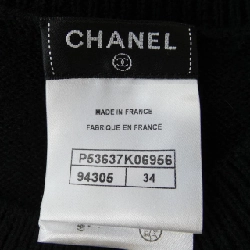 CHANEL
MADE IN FRANCE
FABRIQUE EN FRANCE
P53637K06956
94305 34